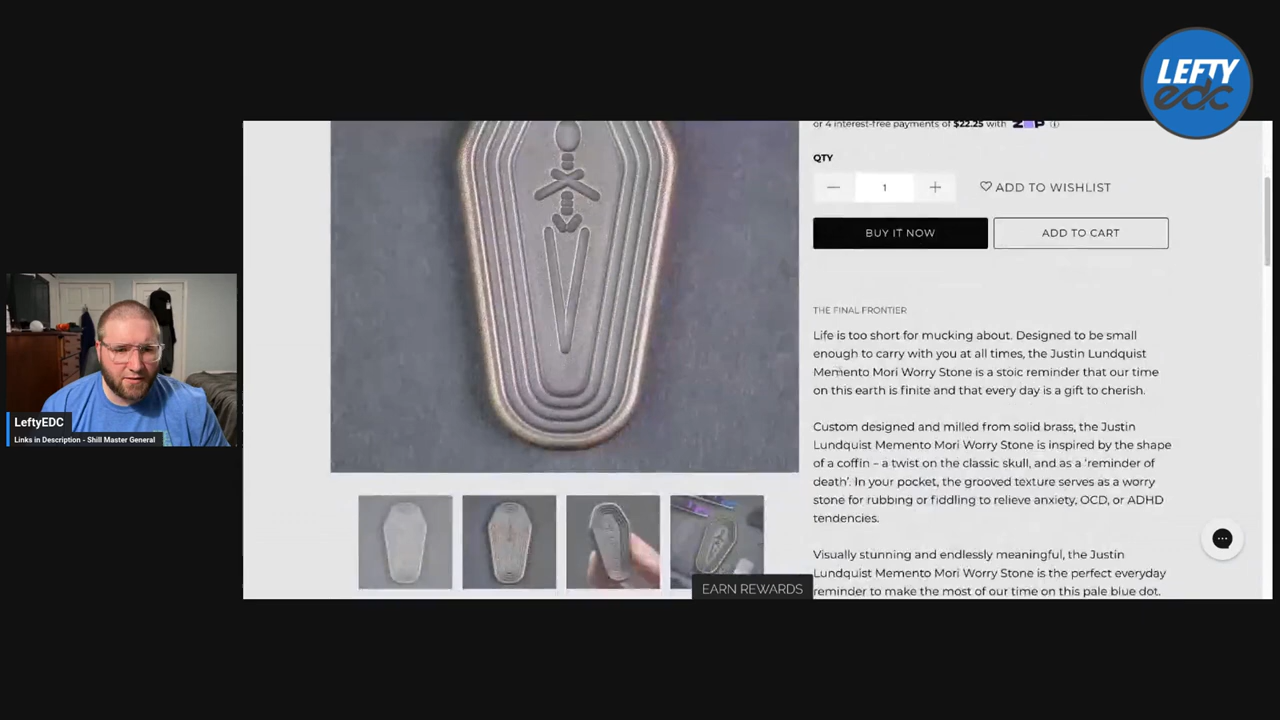 LEFTY
edc
or 4 interest-free payments of $22.25 with ZIP
QTY
1
ADD TO WISHLIST
BUY IT NOW
ADD TO CART
THE FINAL FRONTIER
Life is too short for mucking about. Designed to be small
enough to carry with you at all times, the Justin Lundquist
Memento Mori Worry Stone is a stoic reminder that our time
on this earth is finite and that every day is a gift to cherish.
Custom designed and milled from solid brass, the Justin
Lundquist Memento Mori Worry Stone is inspired by the shape
of a coffin – a twist on the classic skull, and as a ‘reminder of
death’. In your pocket, the grooved texture serves as a worry
stone for rubbing or fiddling to relieve anxiety, OCD, or ADHD
tendencies.
Visually stunning and endlessly meaningful, the Justin
Lundquist Memento Mori Worry Stone is the perfect everyday
reminder to make the most of our time on this pale blue dot.
EARN REWARDS
LeftyEDC
Links in Description - Shill Master General